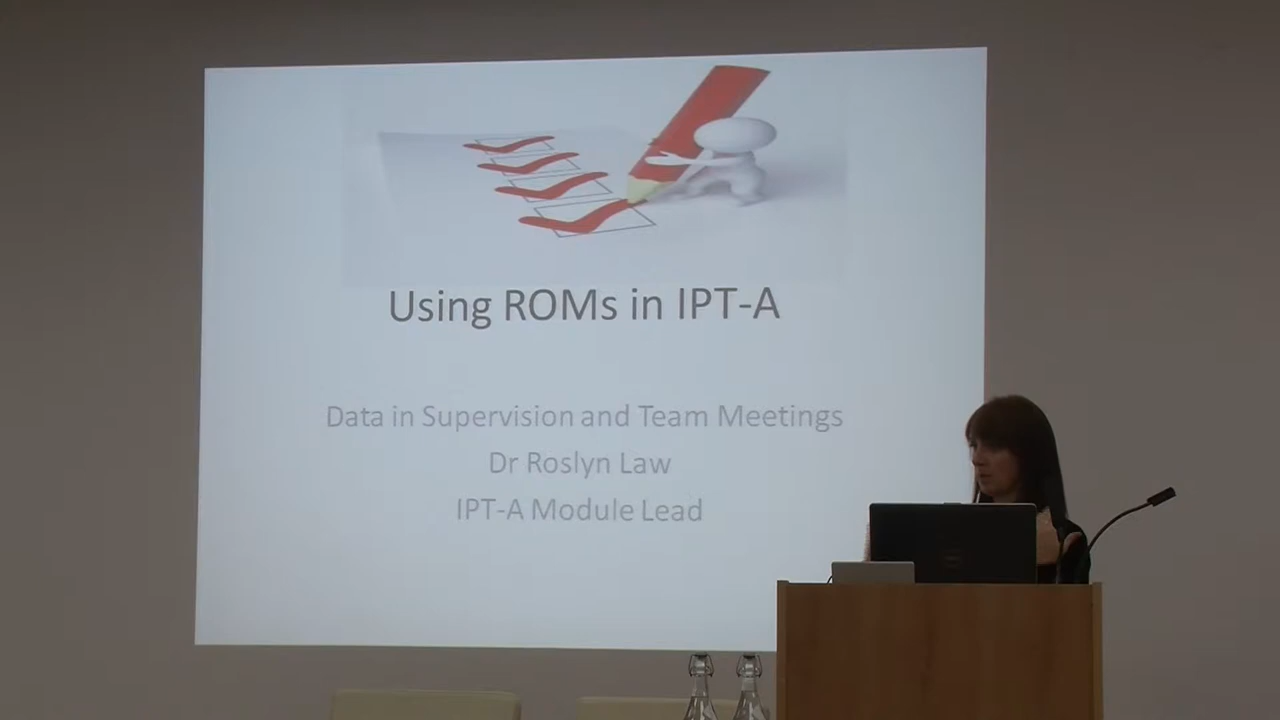 Using ROMs in IPT-A
Data in Supervision and Team Meetings
Dr Roslyn Law
IPT-A Module Lead